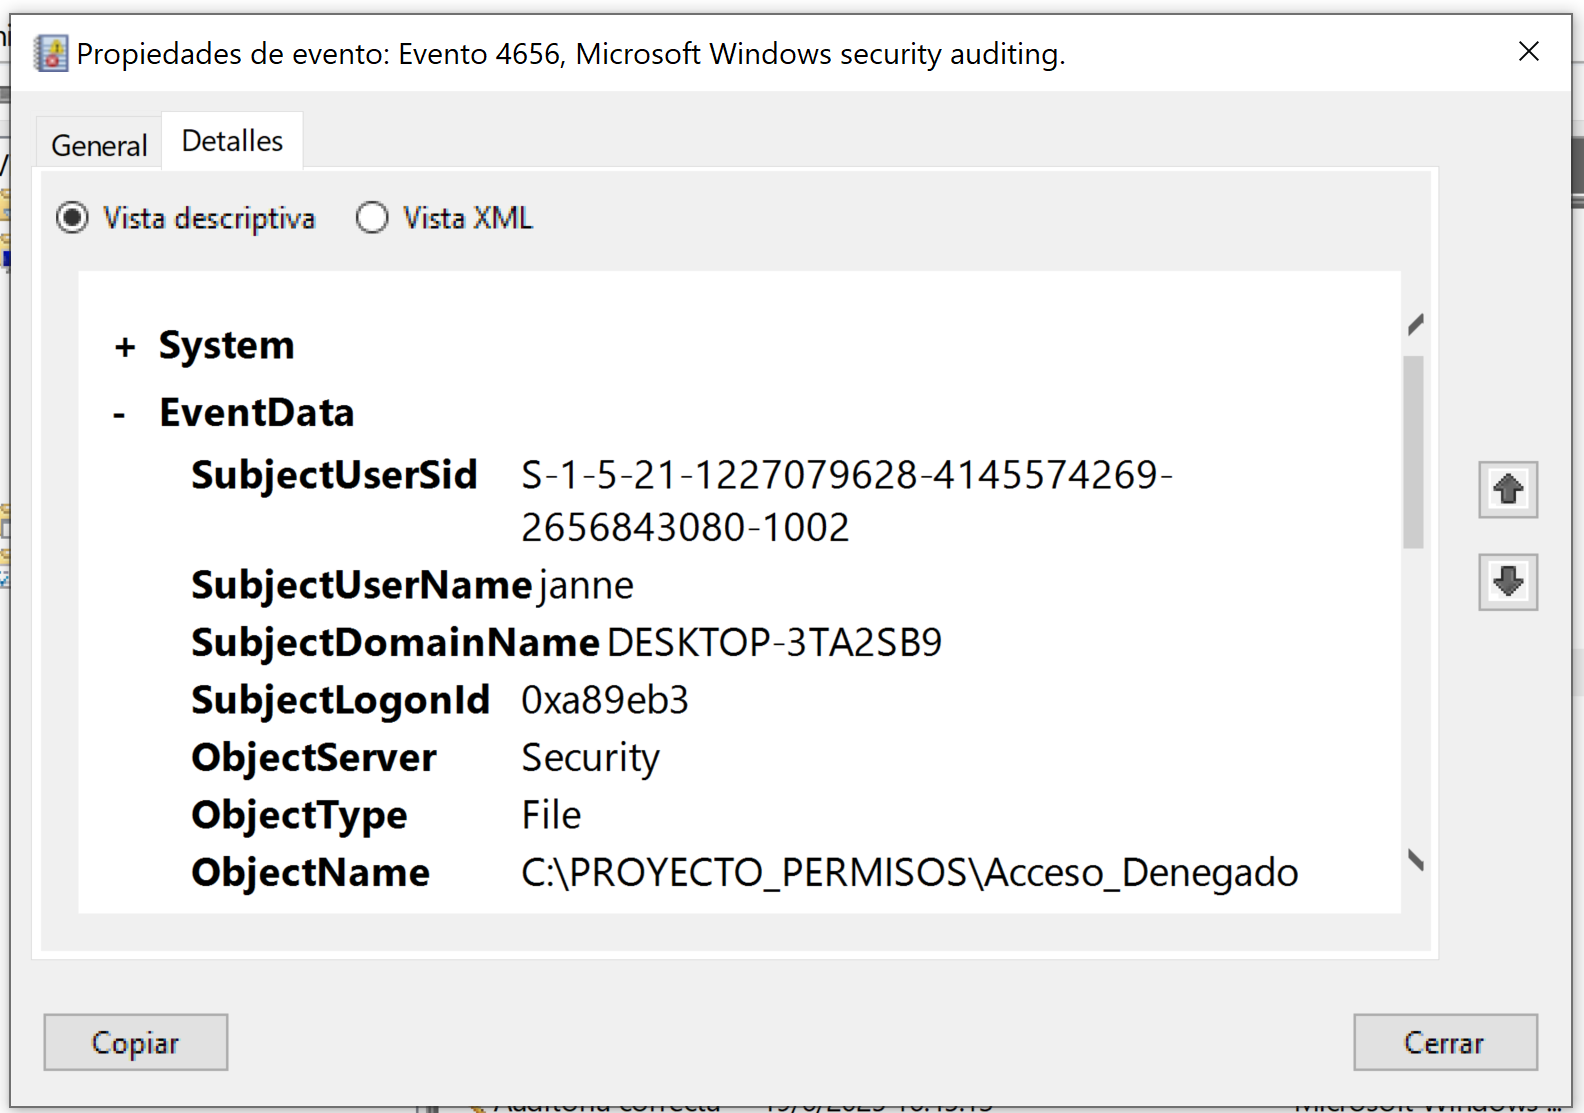 Propiedades de evento: Evento 4656, Microsoft Windows security auditing.
General Detalles
Vista descriptiva Vista XML
+ System
- EventData
SubjectUserSid S-1-5-21-1227079628-4145574269-
2656843080-1002
SubjectUserName janne
SubjectDomainName DESKTOP-3TA2SB9
SubjectLogonId 0xa89eb3
ObjectServer Security
ObjectType File
ObjectName C:\PROYECTO_PERMISOS\Acceso_Denegado
Copiar Cerrar